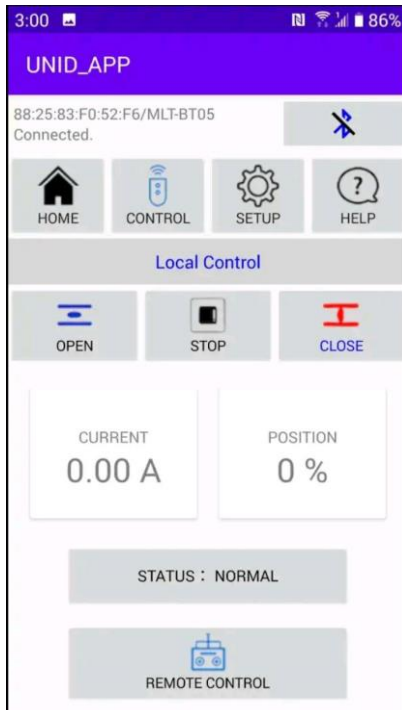 3:00 86%
UNID_APP
88:25:83:F0:52:F6/MLT-BT05
Connected.
HOME CONTROL SETUP HELP
Local Control
OPEN STOP CLOSE
CURRENT POSITION
0.00 A 0 %
STATUS : NORMAL
REMOTE CONTROL